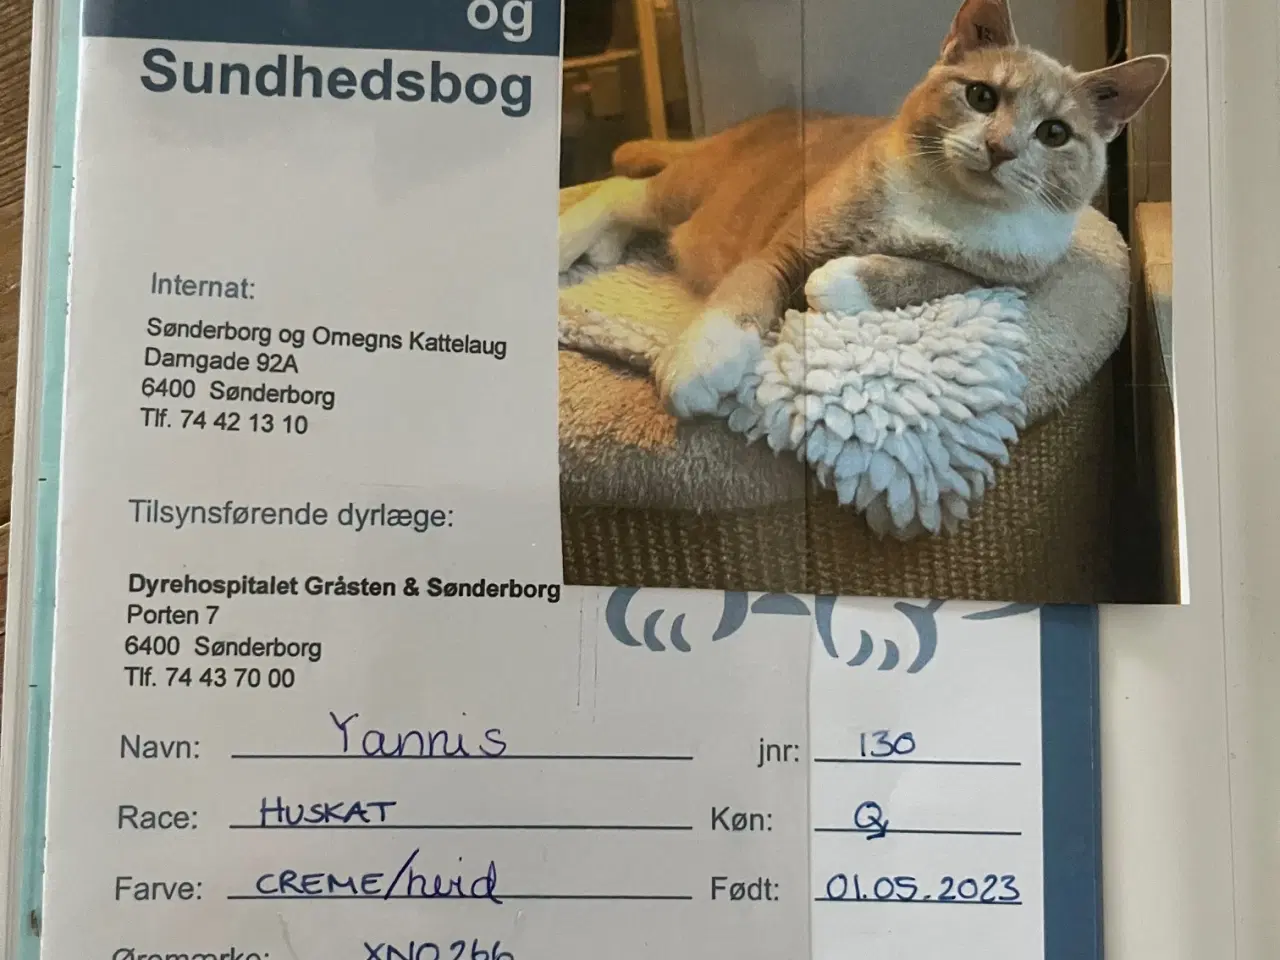 og
Sundhedsbog
Internat:
Sønderborg og Omegns Kattelaug
Damgade 92A
6400 Sønderborg
Tlf. 74 42 13 10
Tilsynsførende dyrlæge:
Dyrehospitalet Gråsten & Sønderborg
Porten 7
6400 Sønderborg
Tlf. 74 43 70 00
Navn: Yannis jnr: 130
Race: HUSKAT Køn:
Farve: CREME/hvid Født: 01.05.2023
Øremærke: XNO266